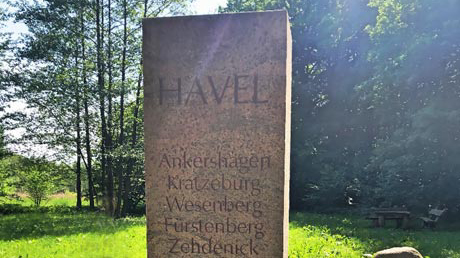 HAVEL
Ankershagen
Kratzeburg
Wesenberg
Fürstenberg
Zehdenick